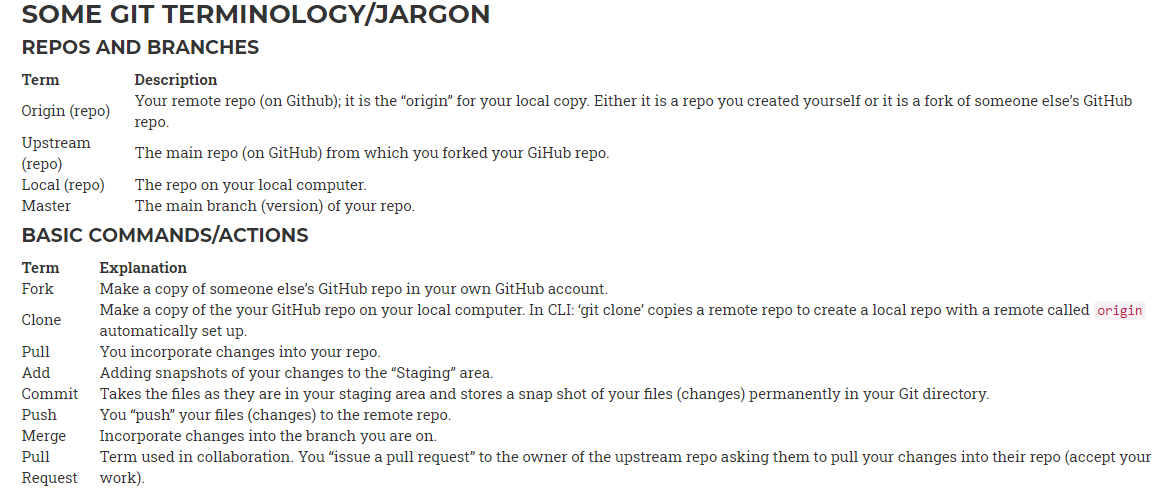 SOME GIT TERMINOLOGY/JARGON
REPOS AND BRANCHES
Term Description
Origin (repo) Your remote repo (on Github); it is the “origin” for your local copy. Either it is a repo you created yourself or it is a fork of someone else’s GitHub
repo.
Upstream
(repo) The main repo (on GitHub) from which you forked your GiHub repo.
Local (repo) The repo on your local computer.
Master The main branch (version) of your repo.
BASIC COMMANDS/ACTIONS
Term Explanation
Fork Make a copy of someone else’s GitHub repo in your own GitHub account.
Clone Make a copy of the your GitHub repo on your local computer. In CLI: ‘git clone’ copies a remote repo to create a local repo with a remote called origin
automatically set up.
Pull You incorporate changes into your repo.
Add Adding snapshots of your changes to the “Staging” area.
Commit Takes the files as they are in your staging area and stores a snap shot of your files (changes) permanently in your Git directory.
Push You “push” your files (changes) to the remote repo.
Merge Incorporate changes into the branch you are on.
Pull Term used in collaboration. You “issue a pull request” to the owner of the upstream repo asking them to pull your changes into their repo (accept your
Request work).